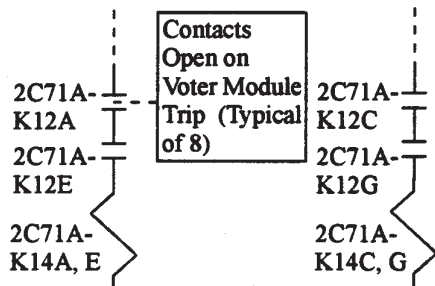 Contacts
Open on
Voter Module
Trip (Typical
of 8)
2C71A-
K12A
2C71A-
K12E
2C71A-
K14A, E
2C71A-
K12C
2C71A-
K12G
2C71A-
K14C, G